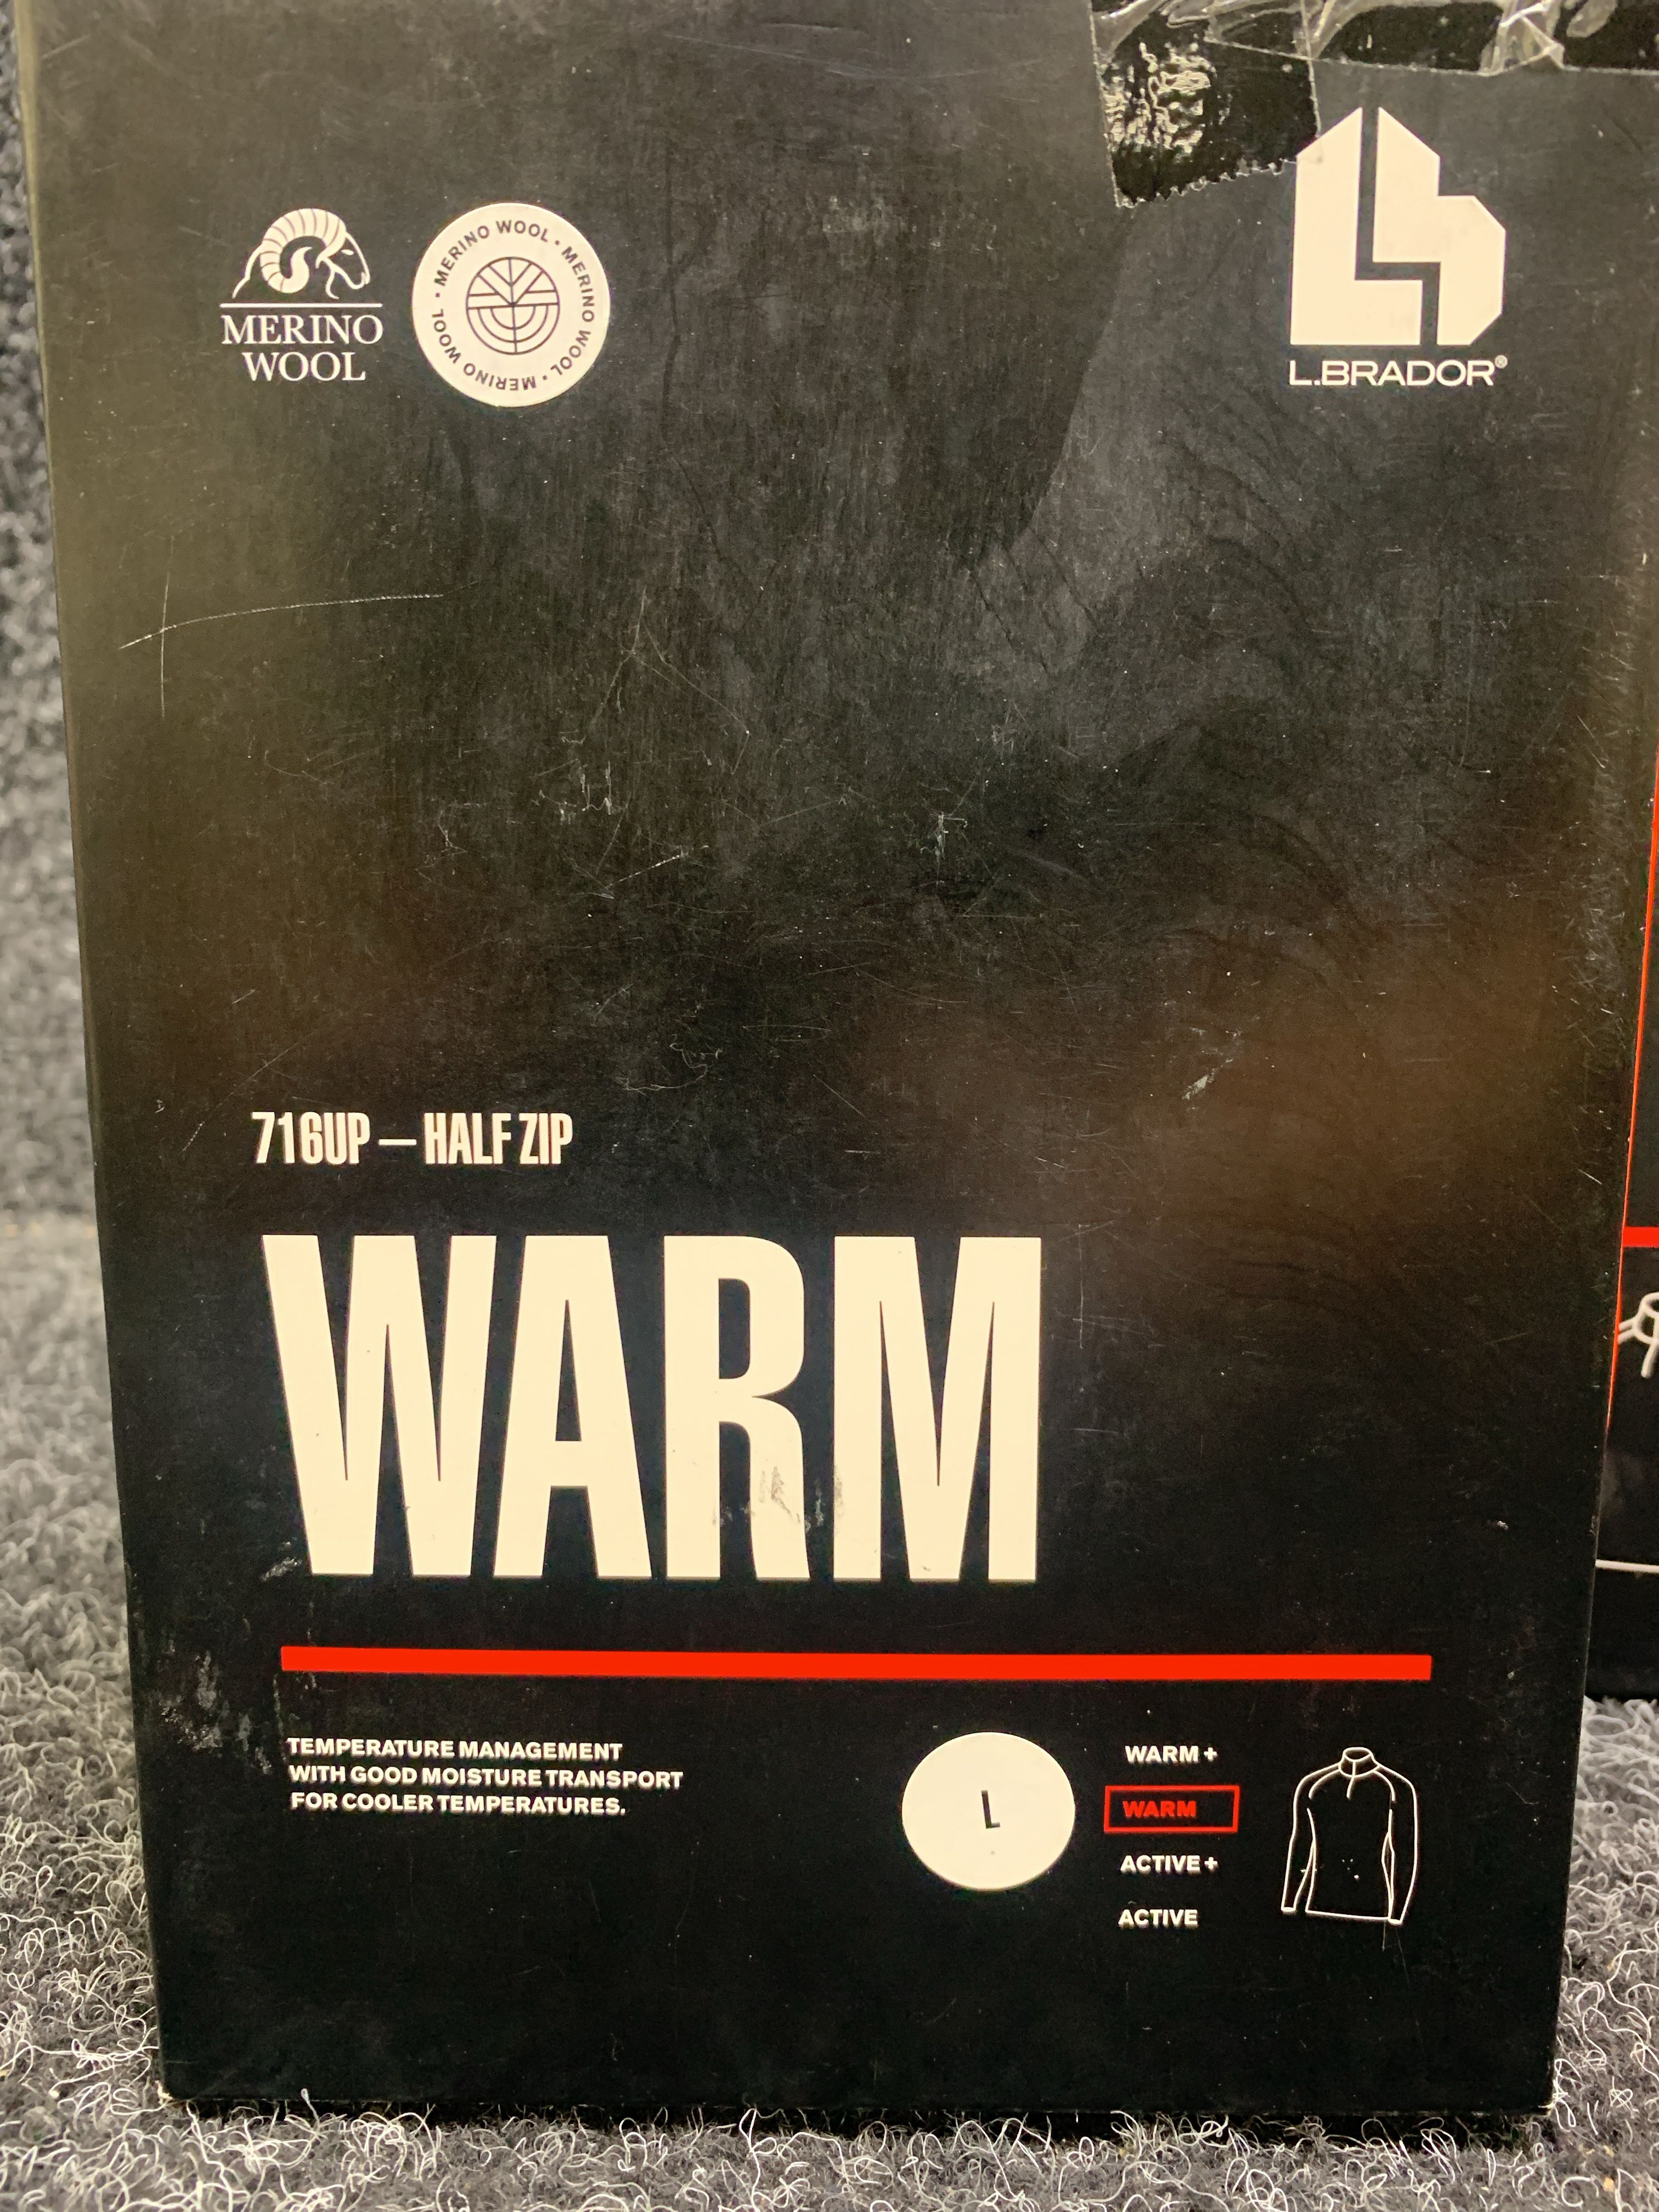 MERINO
WOOL
MERINO WOOL • MERINO WOOL • MERINO WOOL •
L.BRADOR®
716UP — HALF ZIP
WARM
TEMPERATURE MANAGEMENT
WITH GOOD MOISTURE TRANSPORT
FOR COOLER TEMPERATURES.
L
WARM +
WARM
ACTIVE +
ACTIVE